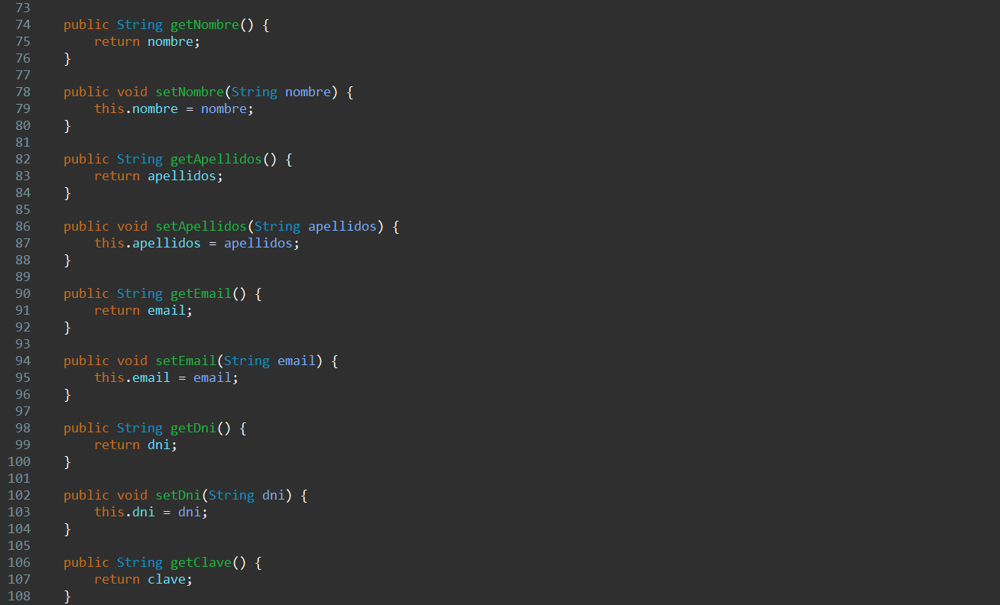 73
74 public String getNombre() {
75 return nombre;
76 }
77
78 public void setNombre(String nombre) {
79 this.nombre = nombre;
80 }
81
82 public String getApellidos() {
83 return apellidos;
84 }
85
86 public void setApellidos(String apellidos) {
87 this.apellidos = apellidos;
88 }
89
90 public String getEmail() {
91 return email;
92 }
93
94 public void setEmail(String email) {
95 this.email = email;
96 }
97
98 public String getDni() {
99 return dni;
100 }
101
102 public void setDni(String dni) {
103 this.dni = dni;
104 }
105
106 public String getClave() {
107 return clave;
108 }